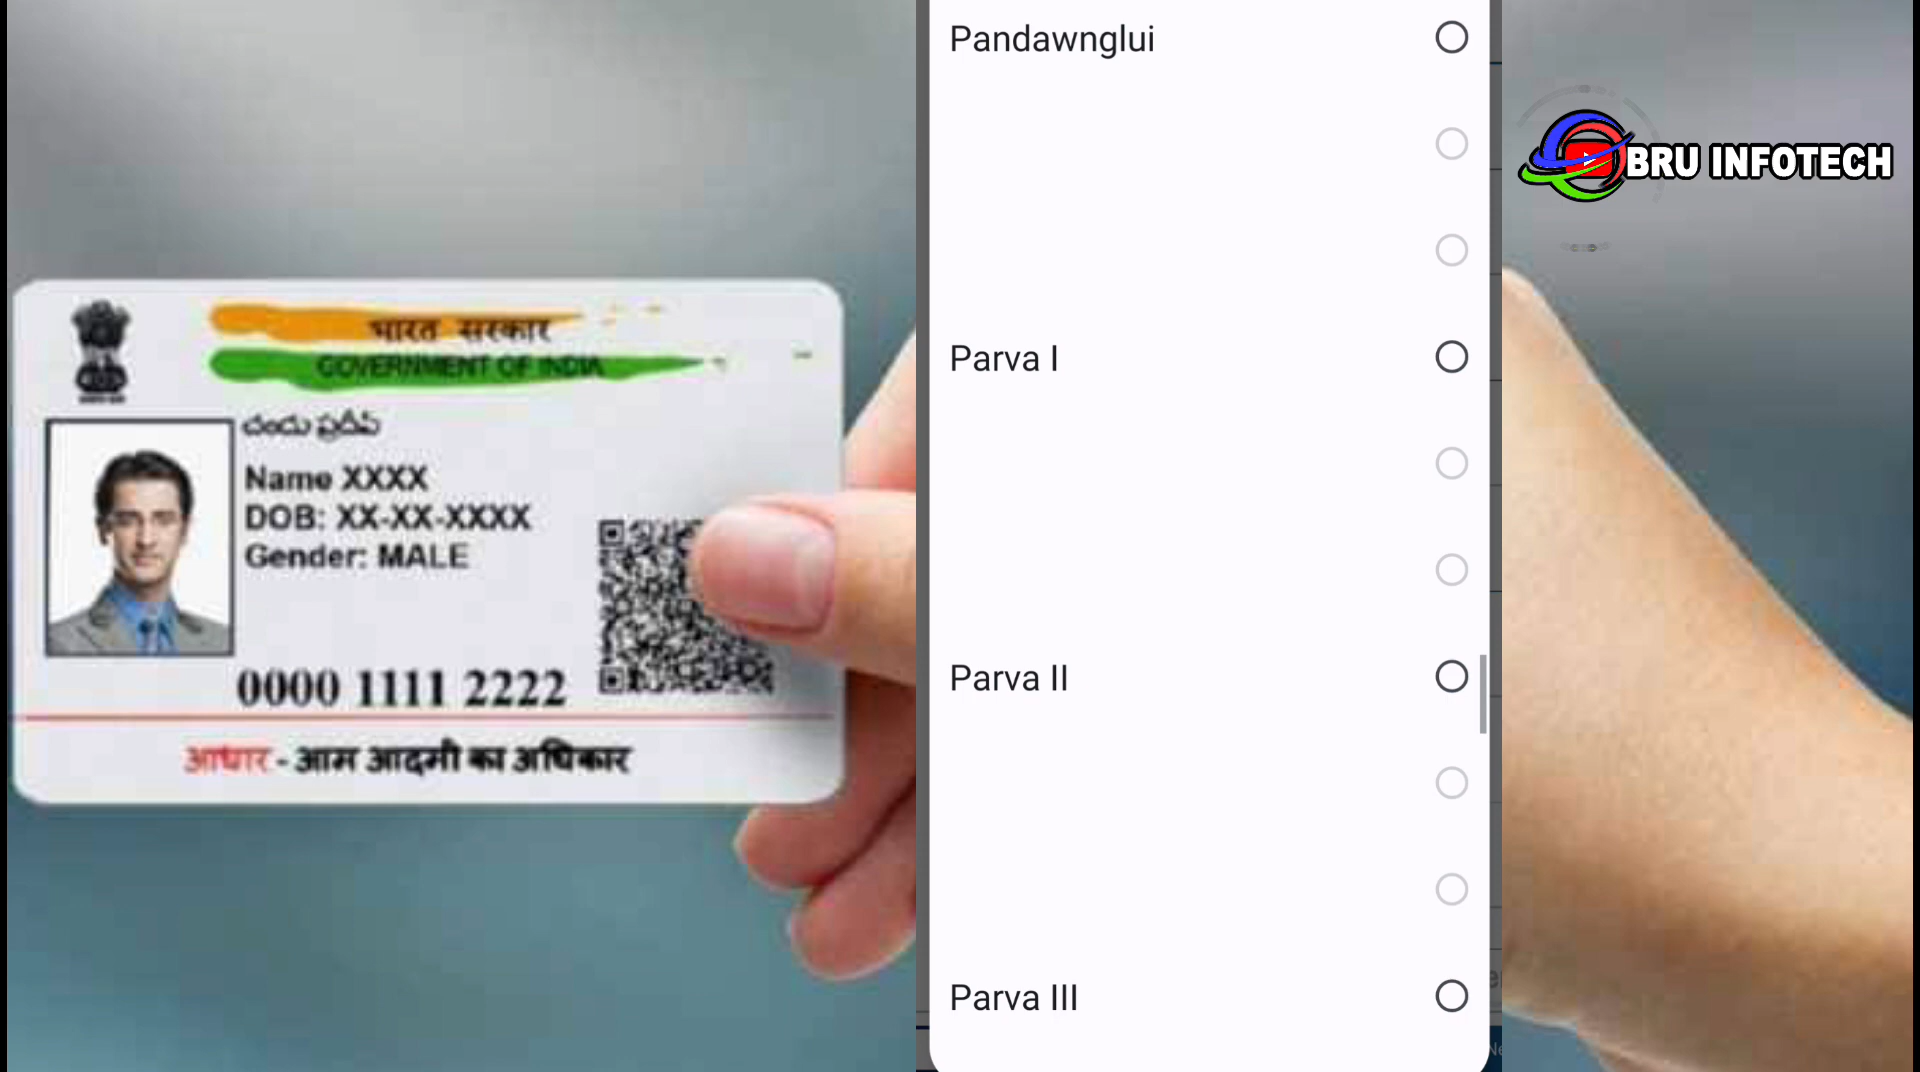 भारत सरकार
GOVERNMENT OF INDIA
చందు ప్రదీప్
Name XXXX
DOB: XX-XX-XXXX
Gender: MALE
0000 1111 2222
आधार - आम आदमी का अधिकार
Pandawnglui
Parva I
Parva II
Parva III
BRU INFOTECH